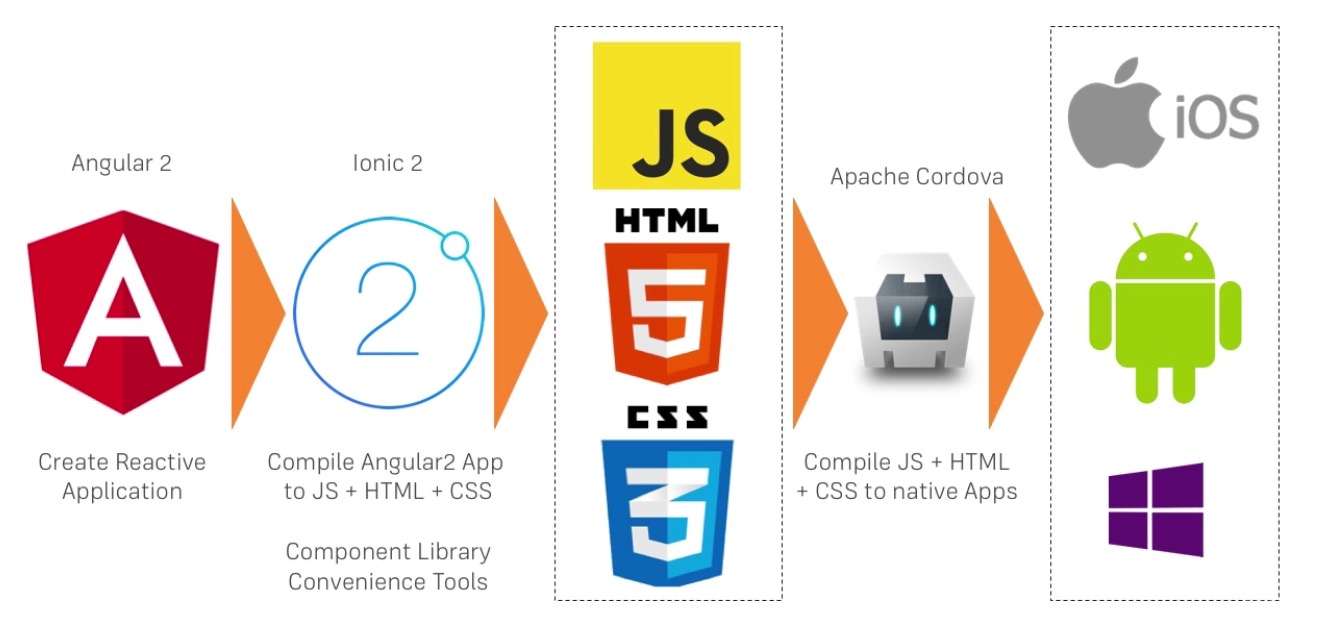 Angular 2
A
Create Reactive
Application
Ionic 2
2
Compile Angular2 App
to JS + HTML + CSS
Component Library
Convenience Tools
JS
HTML
5
CSS
3
Apache Cordova
Compile JS + HTML
+ CSS to native Apps
iOS